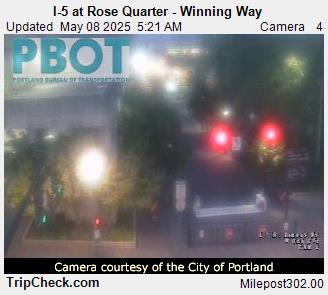 I-5 at Rose Quarter - Winning Way
Updated May 08 2025 5:21 AM Camera 4
PBOT
PORTLAND BUREAU OF TRANSPORTATION
Camera courtesy of the City of Portland
TripCheck.com Milepost302.00